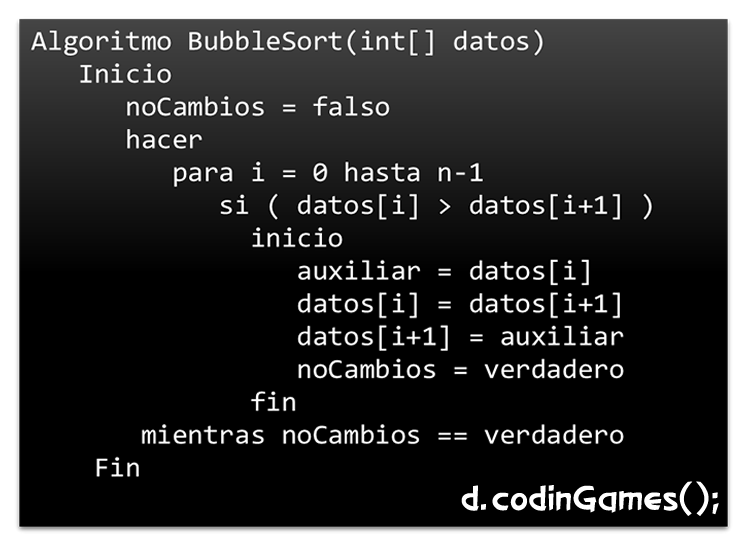 Algoritmo BubbleSort(int[] datos)
Inicio
noCambios = falso
hacer
para i = 0 hasta n-1
si ( datos[i] > datos[i+1] )
inicio
auxiliar = datos[i]
datos[i] = datos[i+1]
datos[i+1] = auxiliar
noCambios = verdadero
fin
mientras noCambios == verdadero
Fin
d.codinGames();